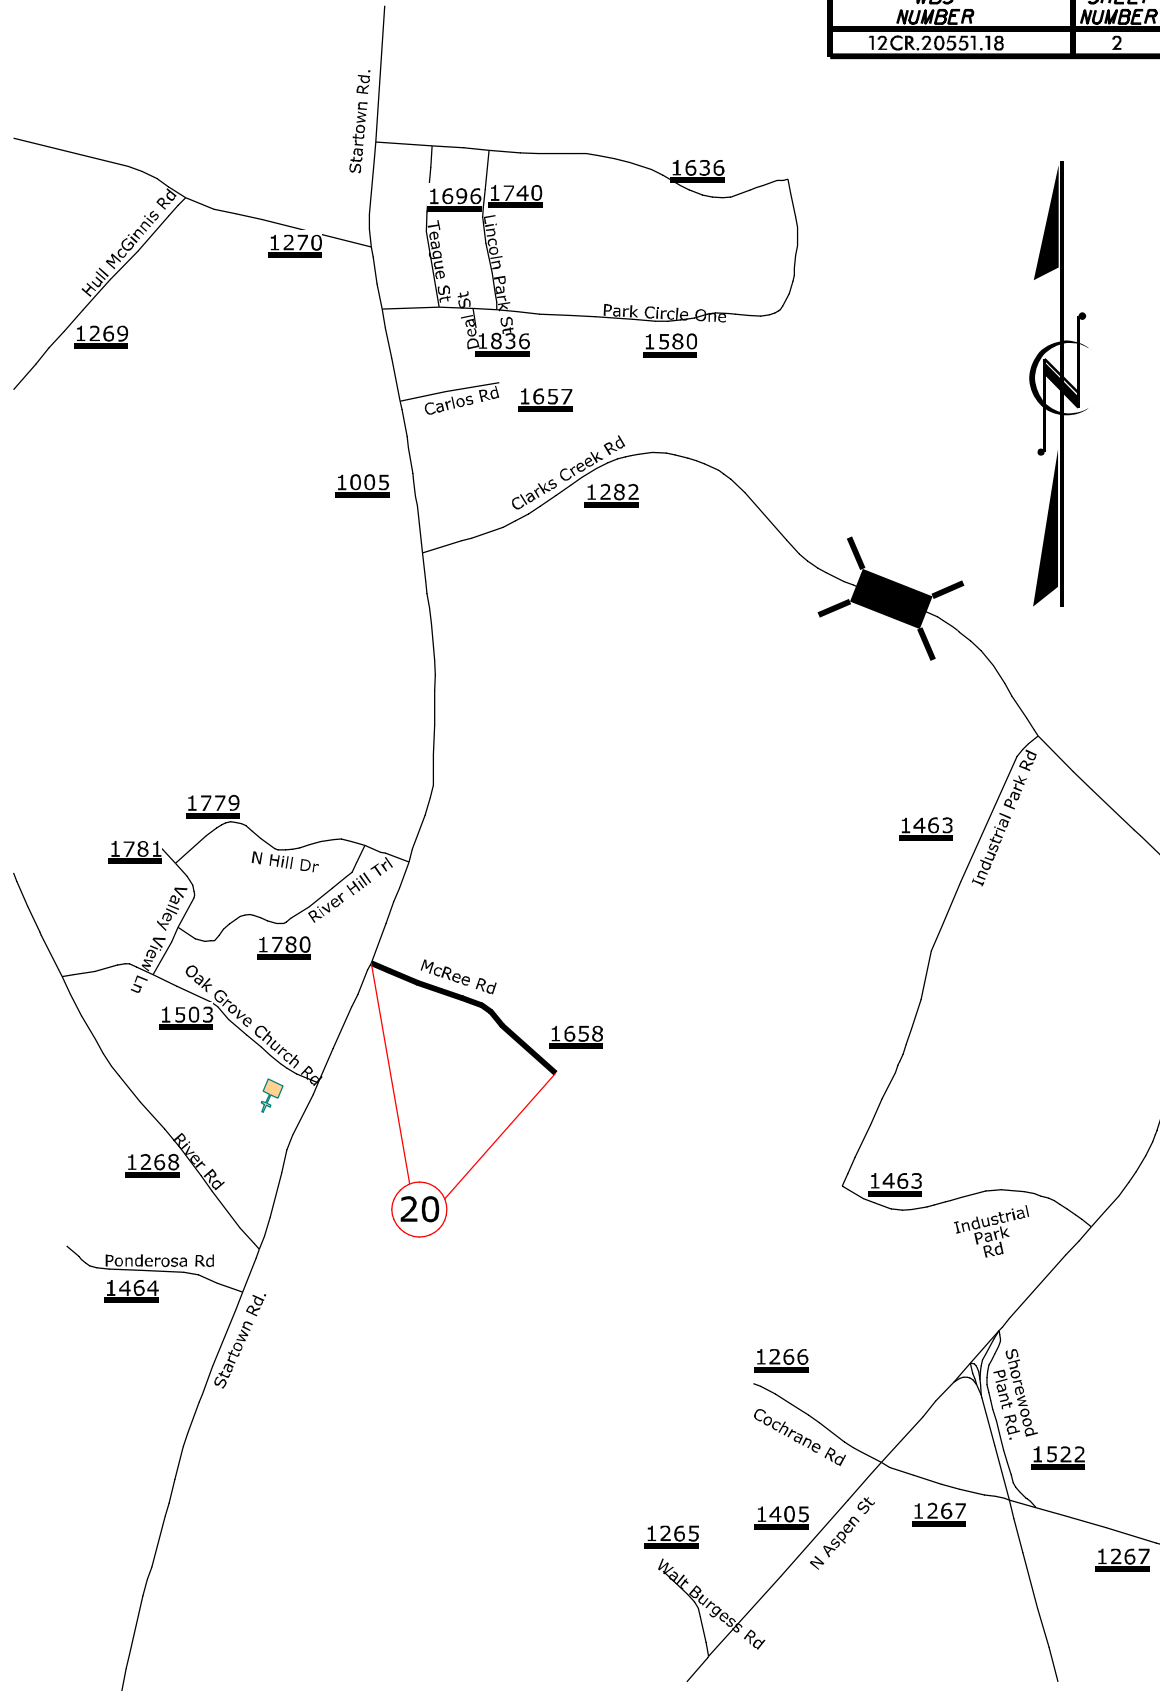 NUMBER
NUMBER
12CR.20551.18
2
Startown Rd.
1636
1696
1740
Hull McGinnis Rd
1270
Teague St
Lincoln Park St
Deal St
Park Circle One
1269
1836
1580
Carlos Rd
1657
Clarks Creek Rd
1005
1282
N
Industrial Park Rd
1463
1779
1781
N Hill Dr
River Hill Trl
Valley View Ln
1780
Oak Grove Church Rd
McRee Rd
1503
1658
River Rd
1268
1463
20
Industrial
Park
Rd
Ponderosa Rd
1464
Startown Rd.
1266
Shorewood
Plant Rd.
Cochrane Rd
1522
1405
N Aspen St
1267
1265
1267
Walt Burgess Rd